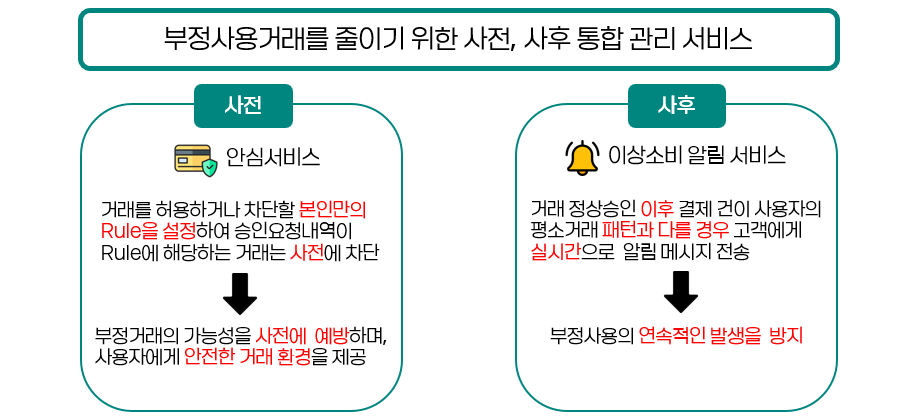 부정사용거래를 줄이기 위한 사전, 사후 통합 관리 서비스
사전
안심서비스
거래를 허용하거나 차단할 본인만의
Rule을 설정하여 승인요청내역이
Rule에 해당하는 거래는 사전에 차단
부정거래의 가능성을 사전에 예방하며,
사용자에게 안전한 거래 환경을 제공
사후
이상소비 알림 서비스
거래 정상승인 이후 결제 건이 사용자의
평소거래 패턴과 다를 경우 고객에게
실시간으로 알림 메시지 전송
부정사용의 연속적인 발생을 방지